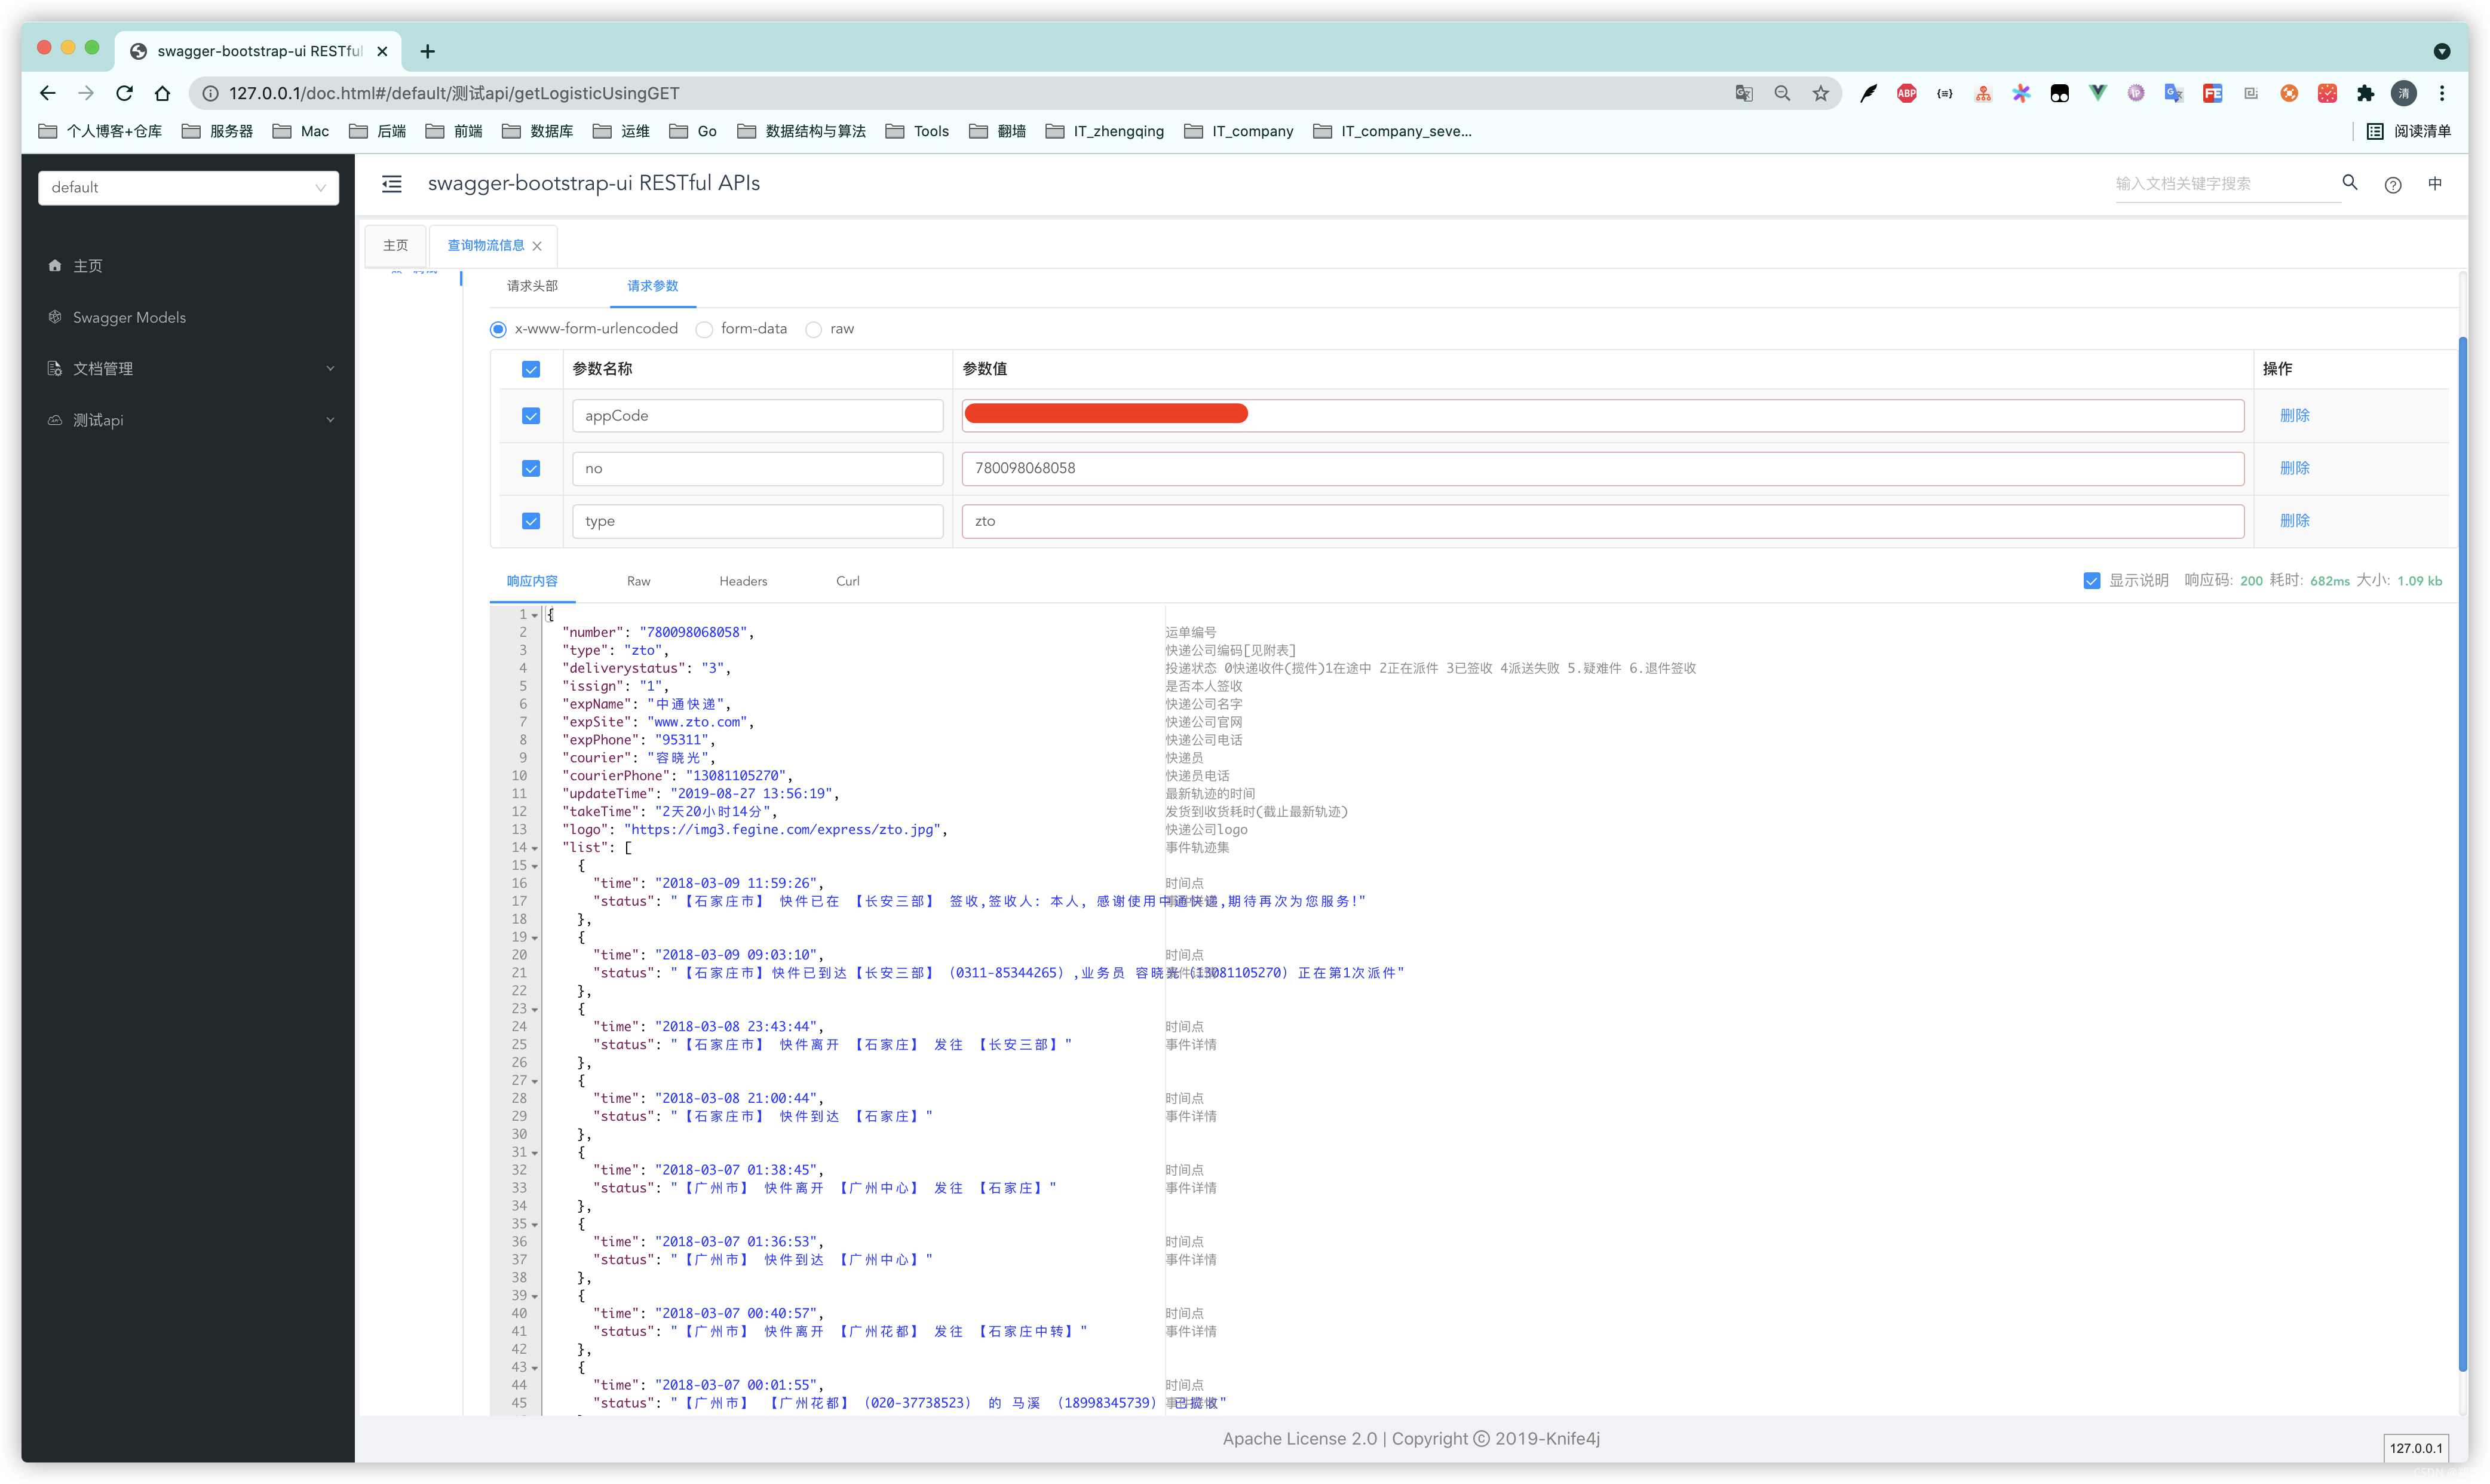 swagger-bootstrap-ui RESTful
127.0.0.1/doc.html#/default/测试api/getLogisticUsingGET
ABP
FE
清
个人博客+仓库 服务器 Mac 后端 前端 数据库 运维 Go 数据结构与算法 Tools 翻墙 IT_zhengqing IT_company IT_company_seve... 阅读清单
default
swagger-bootstrap-ui RESTful APIs
输入文档关键字搜索
中
主页
Swagger Models
文档管理
测试api
主页 查询物流信息
请求头部 请求参数
x-www-form-urlencoded form-data raw
参数名称 参数值 操作
appCode 删除
no 780098068058 删除
type zto 删除
响应内容 Raw Headers Curl 显示说明 响应码: 200 耗时: 682ms 大小: 1.09 kb
1 {
2 "number": "780098068058", 运单编号
3 "type": "zto", 快递公司编码[见附表]
4 "deliverystatus": "3", 投递状态 0快递收件(揽件)1在途中 2正在派件 3已签收 4派送失败 5.疑难件 6.退件签收
5 "issign": "1", 是否本人签收
6 "expName": "中通快递", 快递公司名字
7 "expSite": "www.zto.com", 快递公司官网
8 "expPhone": "95311", 快递公司电话
9 "courier": "容晓光", 快递员
10 "courierPhone": "13081105270", 快递员电话
11 "updateTime": "2019-08-27 13:56:19", 最新轨迹的时间
12 "takeTime": "2天20小时14分", 发货到收货耗时(截止最新轨迹)
13 "logo": "https://img3.fegine.com/express/zto.jpg", 快递公司logo
14 "list": [ 事件轨迹集
15 {
16 "time": "2018-03-09 11:59:26", 时间点
17 "status": "【石家庄市】 快件已在 【长安三部】 签收,签收人: 本人, 感谢使用中通快递,期待再次为您服务!"
18 },
19 {
20 "time": "2018-03-09 09:03:10", 时间点
21 "status": "【石家庄市】快件已到达【长安三部】（0311-85344265）,业务员 容晓光（13081105270）正在第1次派件"
22 },
23 {
24 "time": "2018-03-08 23:43:44", 时间点
25 "status": "【石家庄市】 快件离开 【石家庄】 发往 【长安三部】" 事件详情
26 },
27 {
28 "time": "2018-03-08 21:00:44", 时间点
29 "status": "【石家庄市】 快件到达 【石家庄】" 事件详情
30 },
31 {
32 "time": "2018-03-07 01:38:45", 时间点
33 "status": "【广州市】 快件离开 【广州中心】 发往 【石家庄】" 事件详情
34 },
35 {
36 "time": "2018-03-07 01:36:53", 时间点
37 "status": "【广州市】 快件到达 【广州中心】" 事件详情
38 },
39 {
40 "time": "2018-03-07 00:40:57", 时间点
41 "status": "【广州市】 快件离开 【广州花都】 发往 【石家庄中转】" 事件详情
42 },
43 {
44 "time": "2018-03-07 00:01:55", 时间点
45 "status": "【广州市】 【广州花都】（020-37738523） 的 马溪 （18998345739） 已揽收"
Apache License 2.0 | Copyright © 2019-Knife4j
127.0.0.1